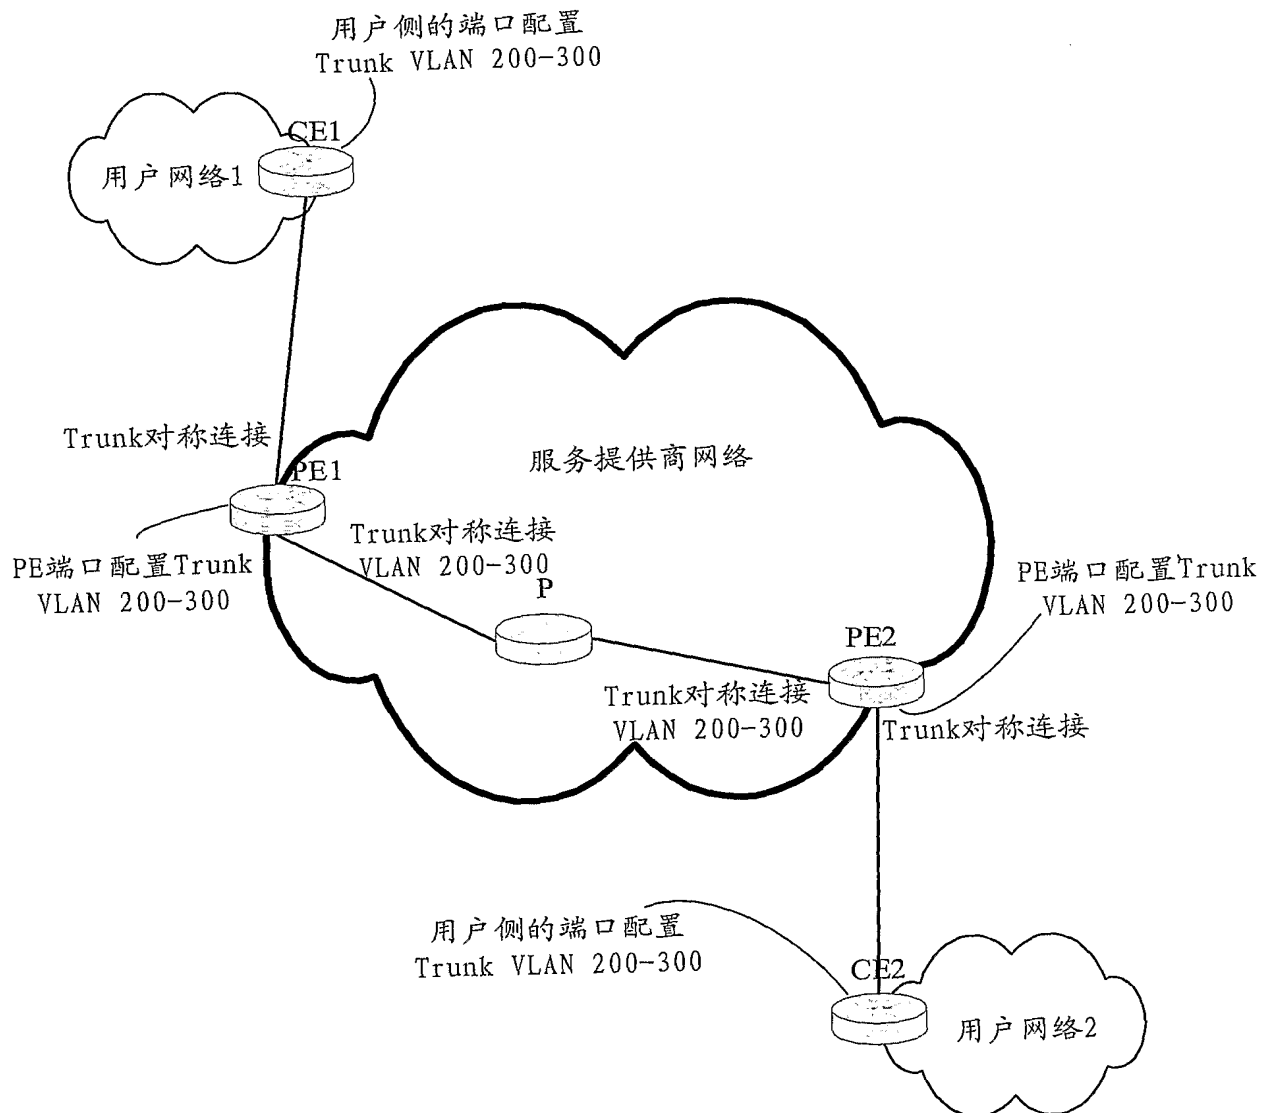 用户侧的端口配置
Trunk VLAN 200-300
CE1
用户网络1
Trunk对称连接
PE1
服务提供商网络
Trunk对称连接
VLAN 200-300
PE端口配置Trunk
VLAN 200-300
P
PE端口配置Trunk
VLAN 200-300
PE2
Trunk对称连接
VLAN 200-300
Trunk对称连接
用户侧的端口配置
Trunk VLAN 200-300
CE2
用户网络2